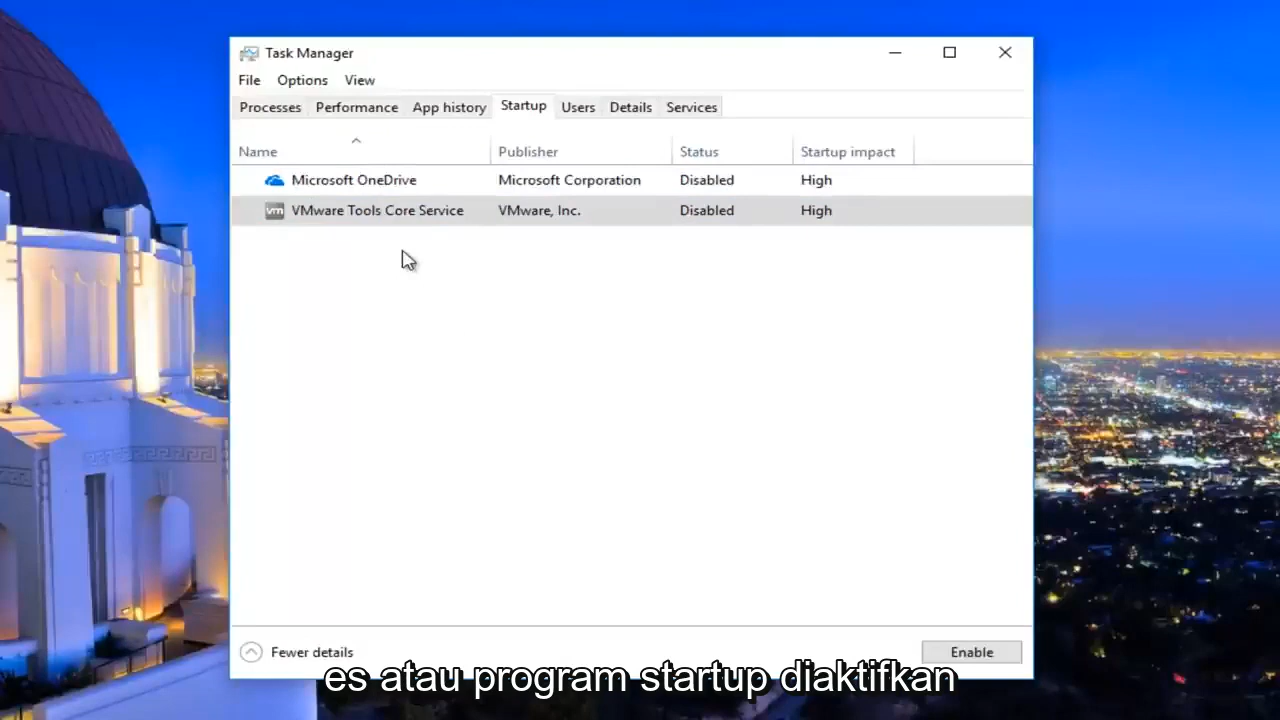 Task Manager
File Options View
Processes Performance App history Startup Users Details Services
Name Publisher Status Startup impact
Microsoft OneDrive Microsoft Corporation Disabled High
vm VMware Tools Core Service VMware, Inc. Disabled High
Fewer details Enable
es atau program startup diaktifkan